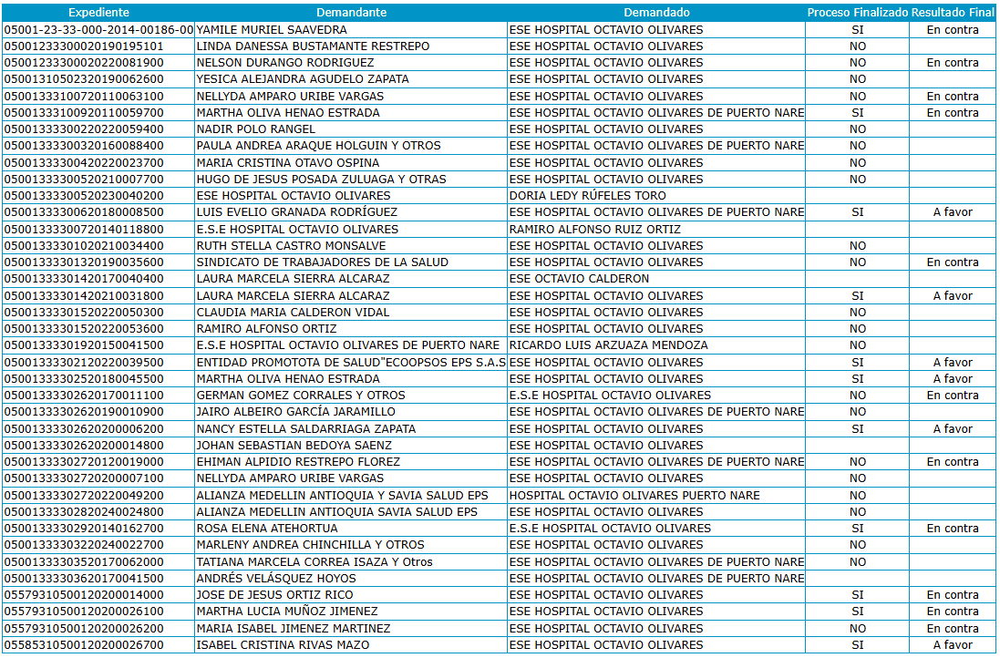 Expediente Demandante Demandado Proceso Finalizado Resultado Final
05001-23-33-000-2014-00186-00 YAMILE MURIEL SAAVEDRA ESE HOSPITAL OCTAVIO OLIVARES SI En contra
05001233300020190195101 LINDA DANESSA BUSTAMANTE RESTREPO ESE HOSPITAL OCTAVIO OLIVARES NO
05001233300020220081900 NELSON DURANGO RODRIGUEZ ESE HOSPITAL OCTAVIO OLIVARES NO En contra
05001310502320190062600 YESICA ALEJANDRA AGUDELO ZAPATA ESE HOSPITAL OCTAVIO OLIVARES NO
05001333100720110063100 NELLYDA AMPARO URIBE VARGAS ESE HOSPITAL OCTAVIO OLIVARES NO En contra
05001333100920110059700 MARTHA OLIVA HENAO ESTRADA ESE HOSPITAL OCTAVIO OLIVARES DE PUERTO NARE SI En contra
05001333300220220059400 NADIR POLO RANGEL ESE HOSPITAL OCTAVIO OLIVARES NO
05001333300320160088400 PAULA ANDREA ARAQUE HOLGUIN Y OTROS ESE HOSPITAL OCTAVIO OLIVARES DE PUERTO NARE NO
05001333300420220023700 MARIA CRISTINA OTAVO OSPINA ESE HOSPITAL OCTAVIO OLIVARES NO
05001333300520210007700 HUGO DE JESUS POSADA ZULUAGA Y OTRAS ESE HOSPITAL OCTAVIO OLIVARES NO
05001333300520230040200 ESE HOSPITAL OCTAVIO OLIVARES DORIA LEDY RÚFELES TORO
05001333300620180008500 LUIS EVELIO GRANADA RODRÍGUEZ ESE HOSPITAL OCTAVIO OLIVARES DE PUERTO NARE SI A favor
05001333300720140118800 E.S.E HOSPITAL OCTAVIO OLIVARES RAMIRO ALFONSO RUIZ ORTIZ
05001333301020210034400 RUTH STELLA CASTRO MONSALVE ESE HOSPITAL OCTAVIO OLIVARES NO
05001333301320190035600 SINDICATO DE TRABAJADORES DE LA SALUD ESE HOSPITAL OCTAVIO OLIVARES NO En contra
05001333301420170040400 LAURA MARCELA SIERRA ALCARAZ ESE OCTAVIO CALDERON
05001333301420210031800 LAURA MARCELA SIERRA ALCARAZ ESE HOSPITAL OCTAVIO OLIVARES SI A favor
05001333301520220050300 CLAUDIA MARIA CALDERON VIDAL ESE HOSPITAL OCTAVIO OLIVARES NO
05001333301520220053600 RAMIRO ALFONSO ORTIZ ESE HOSPITAL OCTAVIO OLIVARES NO
05001333301920150041500 E.S.E HOSPITAL OCTAVIO OLIVARES DE PUERTO NARE RICARDO LUIS ARZUAZA MENDOZA NO
05001333302120220039500 ENTIDAD PROMOTOTA DE SALUD"ECOOPSOS EPS S.A.S ESE HOSPITAL OCTAVIO OLIVARES SI A favor
05001333302520180045500 MARTHA OLIVA HENAO ESTRADA ESE HOSPITAL OCTAVIO OLIVARES SI A favor
05001333302620170011100 GERMAN GOMEZ CORRALES Y OTROS E.S.E HOSPITAL OCTAVIO OLIVARES NO En contra
05001333302620190010900 JAIRO ALBEIRO GARCÍA JARAMILLO ESE HOSPITAL OCTAVIO OLIVARES DE PUERTO NARE NO
05001333302620200006200 NANCY ESTELLA SALDARRIAGA ZAPATA ESE HOSPITAL OCTAVIO OLIVARES SI A favor
05001333302620200014800 JOHAN SEBASTIAN BEDOYA SAENZ ESE HOSPITAL OCTAVIO OLIVARES
05001333302720120019000 EHIMAN ALPIDIO RESTREPO FLOREZ ESE HOSPITAL OCTAVIO OLIVARES DE PUERTO NARE NO En contra
05001333302720200007100 NELLYDA AMPARO URIBE VARGAS ESE HOSPITAL OCTAVIO OLIVARES NO
05001333302720220049200 ALIANZA MEDELLIN ANTIOQUIA Y SAVIA SALUD EPS HOSPITAL OCTAVIO OLIVARES PUERTO NARE NO
05001333302820240024800 ALIANZA MEDELLIN ANTIOQUIA SAVIA SALUD EPS ESE HOSPITAL OCTAVIO OLIVARES NO
05001333302920140162700 ROSA ELENA ATEHORTUA E.S.E HOSPITAL OCTAVIO OLIVARES SI En contra
05001333303220240022700 MARLENY ANDREA CHINCHILLA Y OTROS ESE HOSPITAL OCTAVIO OLIVARES NO
05001333303520170062000 TATIANA MARCELA CORREA ISAZA Y Otros ESE HOSPITAL OCTAVIO OLIVARES DE PUERTO NARE NO
05001333303620170041500 ANDRÉS VELÁSQUEZ HOYOS ESE HOSPITAL OCTAVIO OLIVARES DE PUERTO NARE
05579310500120200014000 JOSE DE JESUS ORTIZ RICO ESE HOSPITAL OCTAVIO OLIVARES SI En contra
05579310500120200026100 MARTHA LUCIA MUÑOZ JIMENEZ ESE HOSPITAL OCTAVIO OLIVARES SI En contra
05579310500120200026200 MARIA ISABEL JIMENEZ MARTINEZ ESE HOSPITAL OCTAVIO OLIVARES NO En contra
05585310500120200026700 ISABEL CRISTINA RIVAS MAZO ESE HOSPITAL OCTAVIO OLIVARES SI A favor